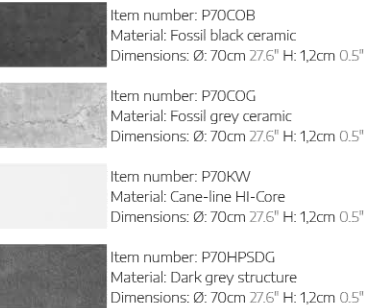 Item number: P70COB
Material: Fossil black ceramic
Dimensions: Ø: 70cm 27.6" H: 1,2cm 0.5"
Item number: P70COG
Material: Fossil grey ceramic
Dimensions: Ø: 70cm 27.6" H: 1,2cm 0.5"
Item number: P70KW
Material: Cane-line HI-Core
Dimensions: Ø: 70cm 27.6" H: 1,2cm 0.5"
Item number: P70HPSDG
Material: Dark grey structure
Dimensions: Ø: 70cm 27.6" H: 1,2cm 0.5"